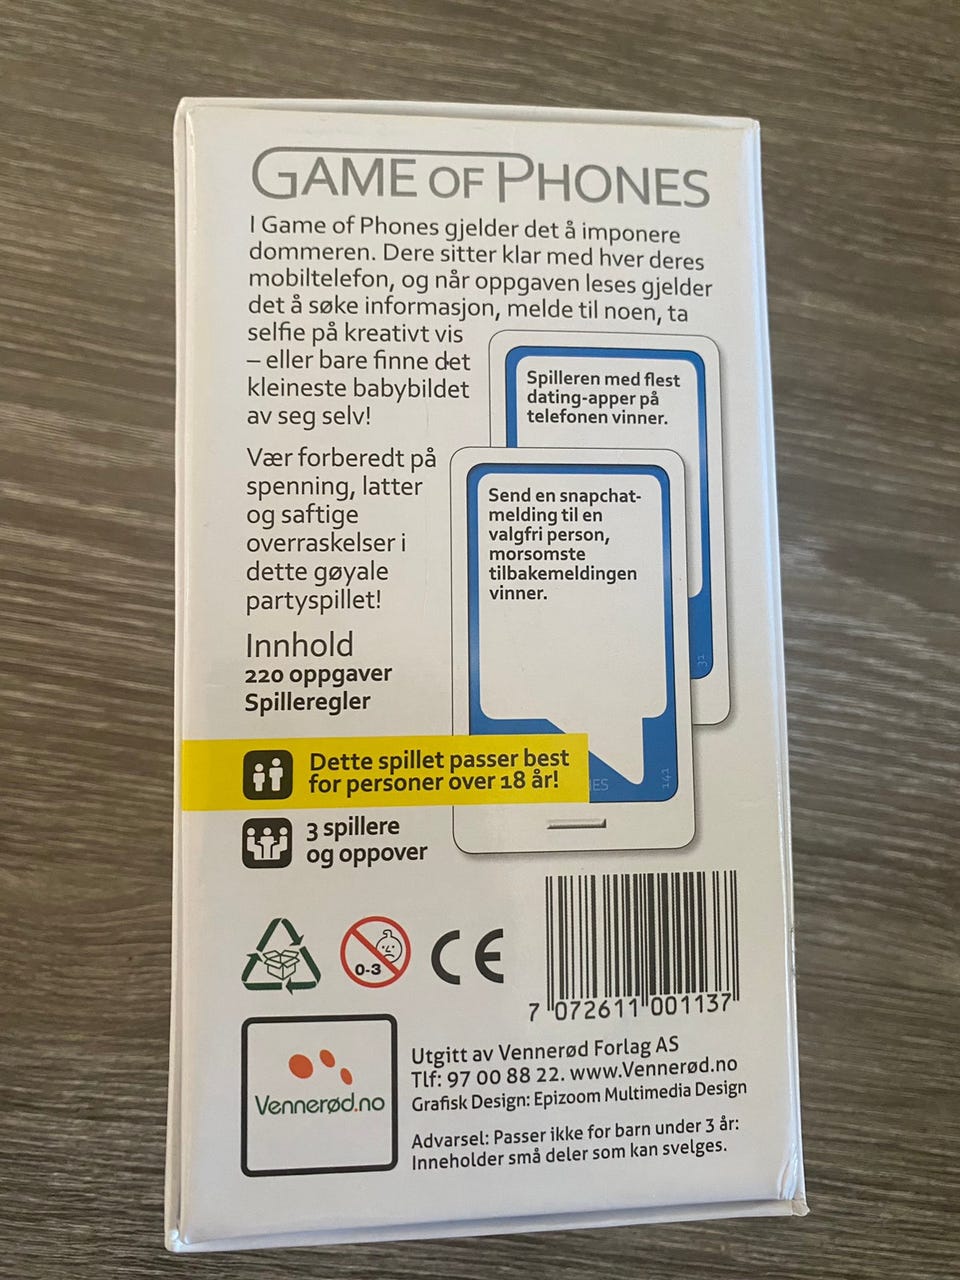 GAME OF PHONES
I Game of Phones gjelder det å imponere
dommeren. Dere sitter klar med hver deres
mobiltelefon, og når oppgaven leses gjelder
det å søke informasjon, melde til noen, ta
selfie på kreativt vis
– eller bare finne det
kleineste babybildet
av seg selv!
Vær forberedt på
spenning, latter
og saftige
overraskelser i
dette gøyale
partyspillet!
Innhold
220 oppgaver
Spilleregler
Spilleren med flest
dating-apper på
telefonen vinner.
31
Send en snapchat-
melding til en
valgfri person,
morsomste
tilbakemeldingen
vinner.
ES
141
Dette spillet passer best
for personer over 18 år!
3 spillere
og oppover
0-3
CE
7 072611 001137
Vennerød.no
Utgitt av Vennerød Forlag AS
Tlf: 97 00 88 22. www.Vennerød.no
Grafisk Design: Epizoom Multimedia Design
Advarsel: Passer ikke for barn under 3 år:
Inneholder små deler som kan svelges.